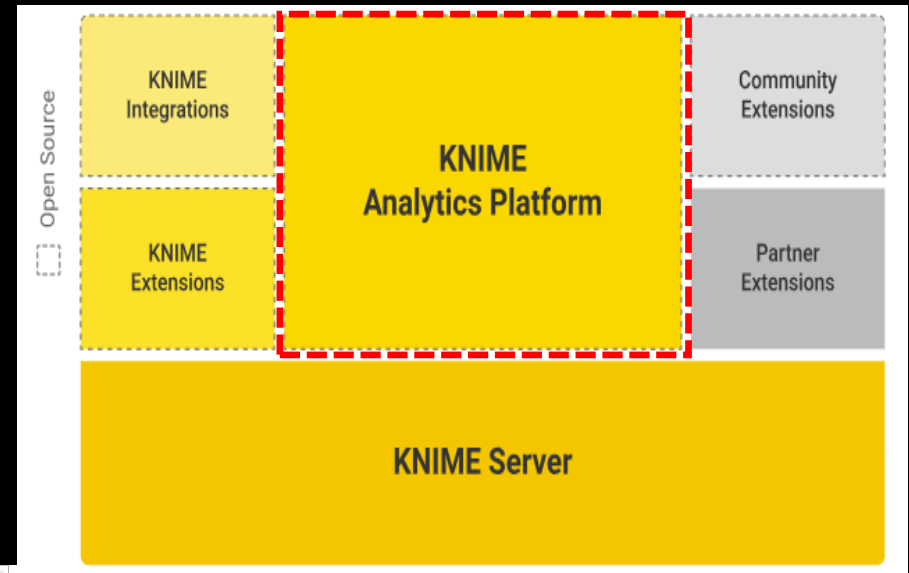 Open Source
KNIME
Integrations
KNIME
Extensions
KNIME
Analytics Platform
Community
Extensions
Partner
Extensions
KNIME Server